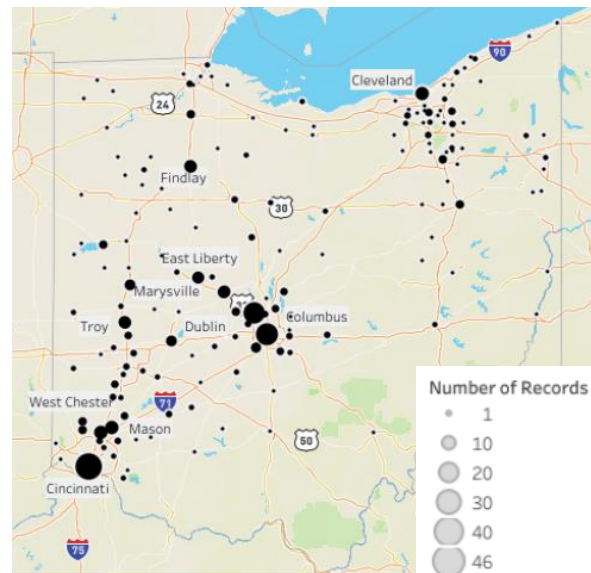 90
Cleveland
24
Findlay
30
East Liberty
Marysville
Columbus
Troy
Dublin
West Chester
71
Mason
50
Cincinnati
75
Number of Records
1
10
20
30
40
46